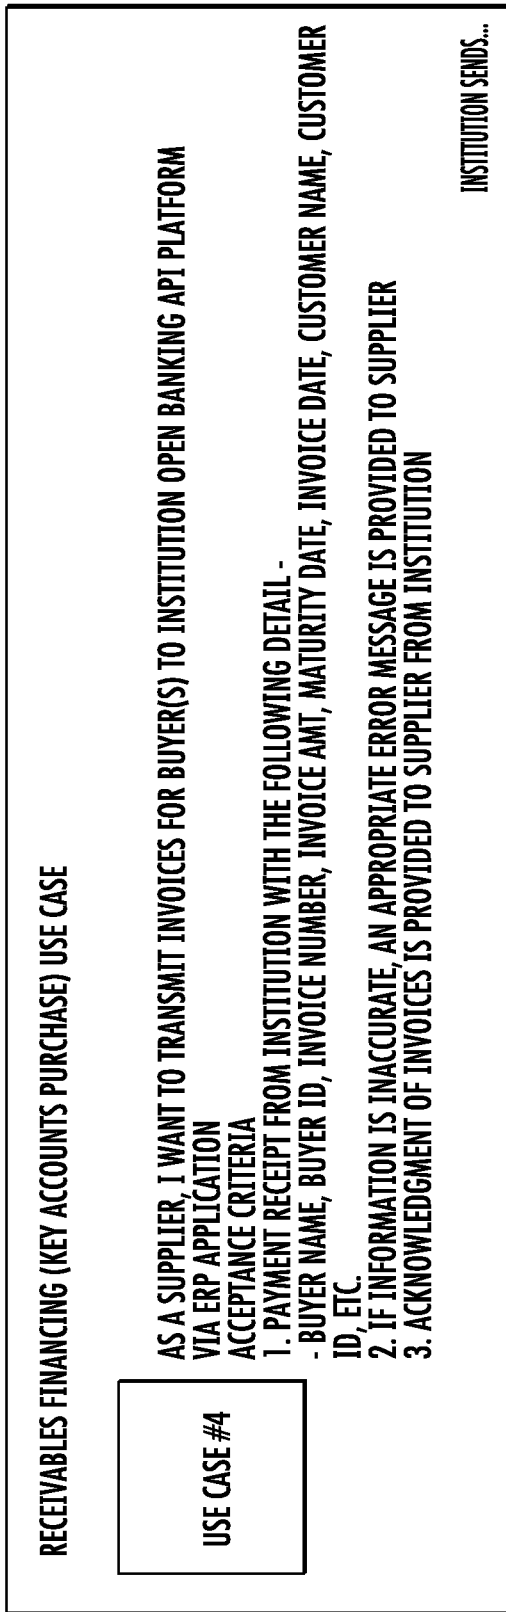 RECEIVABLES FINANCING (KEY ACCOUNTS PURCHASE) USE CASE
USE CASE #4
AS A SUPPLIER, I WANT TO TRANSMIT INVOICES FOR BUYER(S) TO INSTITUTION OPEN BANKING API PLATFORM
VIA ERP APPLICATION
ACCEPTANCE CRITERIA
1. PAYMENT RECEIPT FROM INSTITUTION WITH THE FOLLOWING DETAIL -
- BUYER NAME, BUYER ID, INVOICE NUMBER, INVOICE AMT, MATURITY DATE, INVOICE DATE, CUSTOMER NAME, CUSTOMER
ID, ETC.
2. IF INFORMATION IS INACCURATE, AN APPROPRIATE ERROR MESSAGE IS PROVIDED TO SUPPLIER
3. ACKNOWLEDGMENT OF INVOICES IS PROVIDED TO SUPPLIER FROM INSTITUTION
INSTITUTION SENDS...